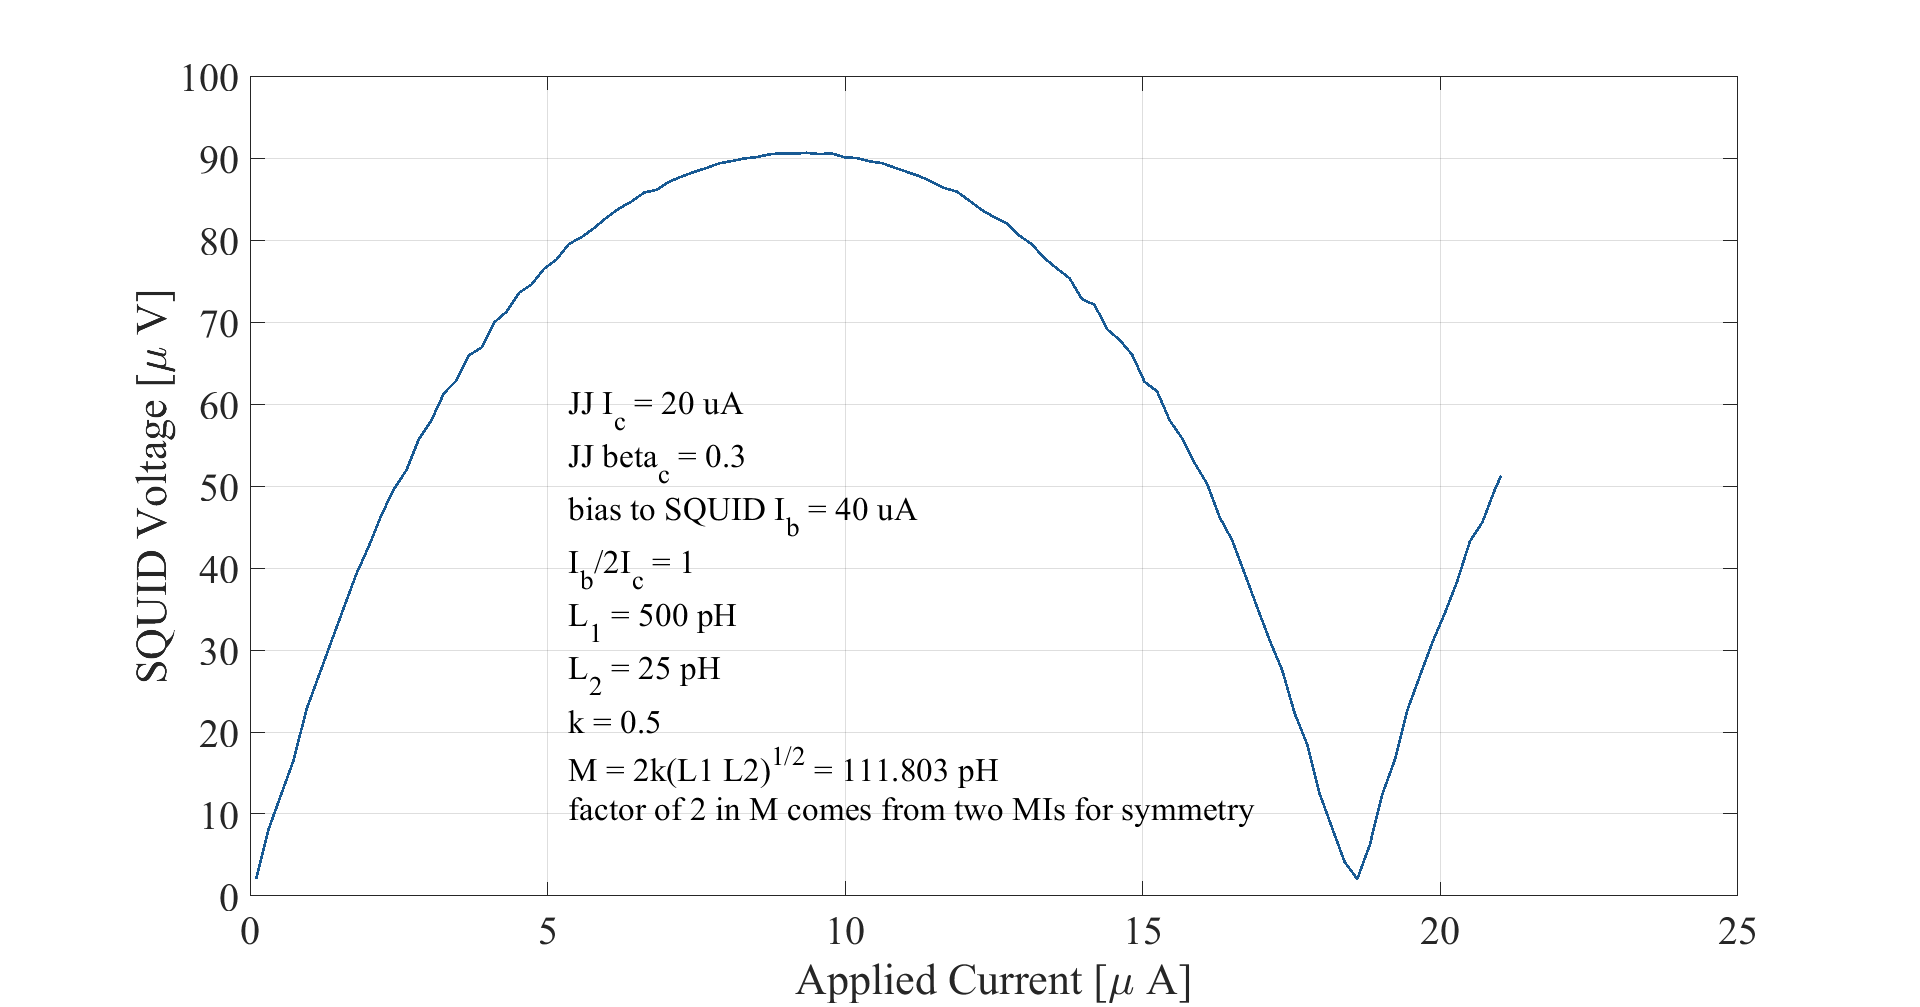 100
90
80
70
60
50
40
30
20
10
0
SQUID Voltage [μ V]
JJ I_c = 20 uA
JJ beta_c = 0.3
bias to SQUID I_b = 40 uA
I_b/2I_c = 1
L_1 = 500 pH
L_2 = 25 pH
k = 0.5
M = 2k(L1 L2)^1/2 = 111.803 pH
factor of 2 in M comes from two MIs for symmetry
0 5 10 15 20 25
Applied Current [μ A]